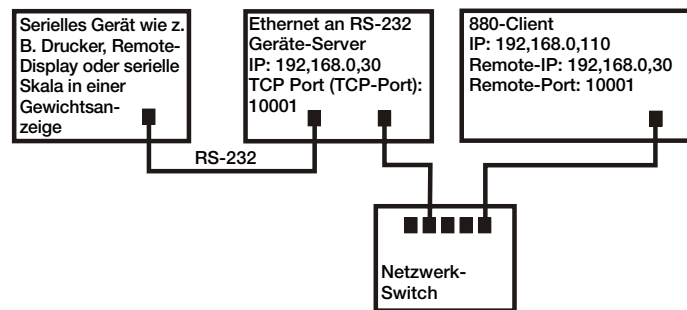 Serielles Gerät wie z.
B. Drucker, Remote-
Display oder serielle
Skala in einer
Gewichtsan-
zeige
Ethernet an RS-232
Geräte-Server
IP: 192,168.0,30
TCP Port (TCP-Port):
10001
880-Client
IP: 192,168.0,110
Remote-IP: 192,168.0,30
Remote-Port: 10001
RS-232
Netzwerk-
Switch